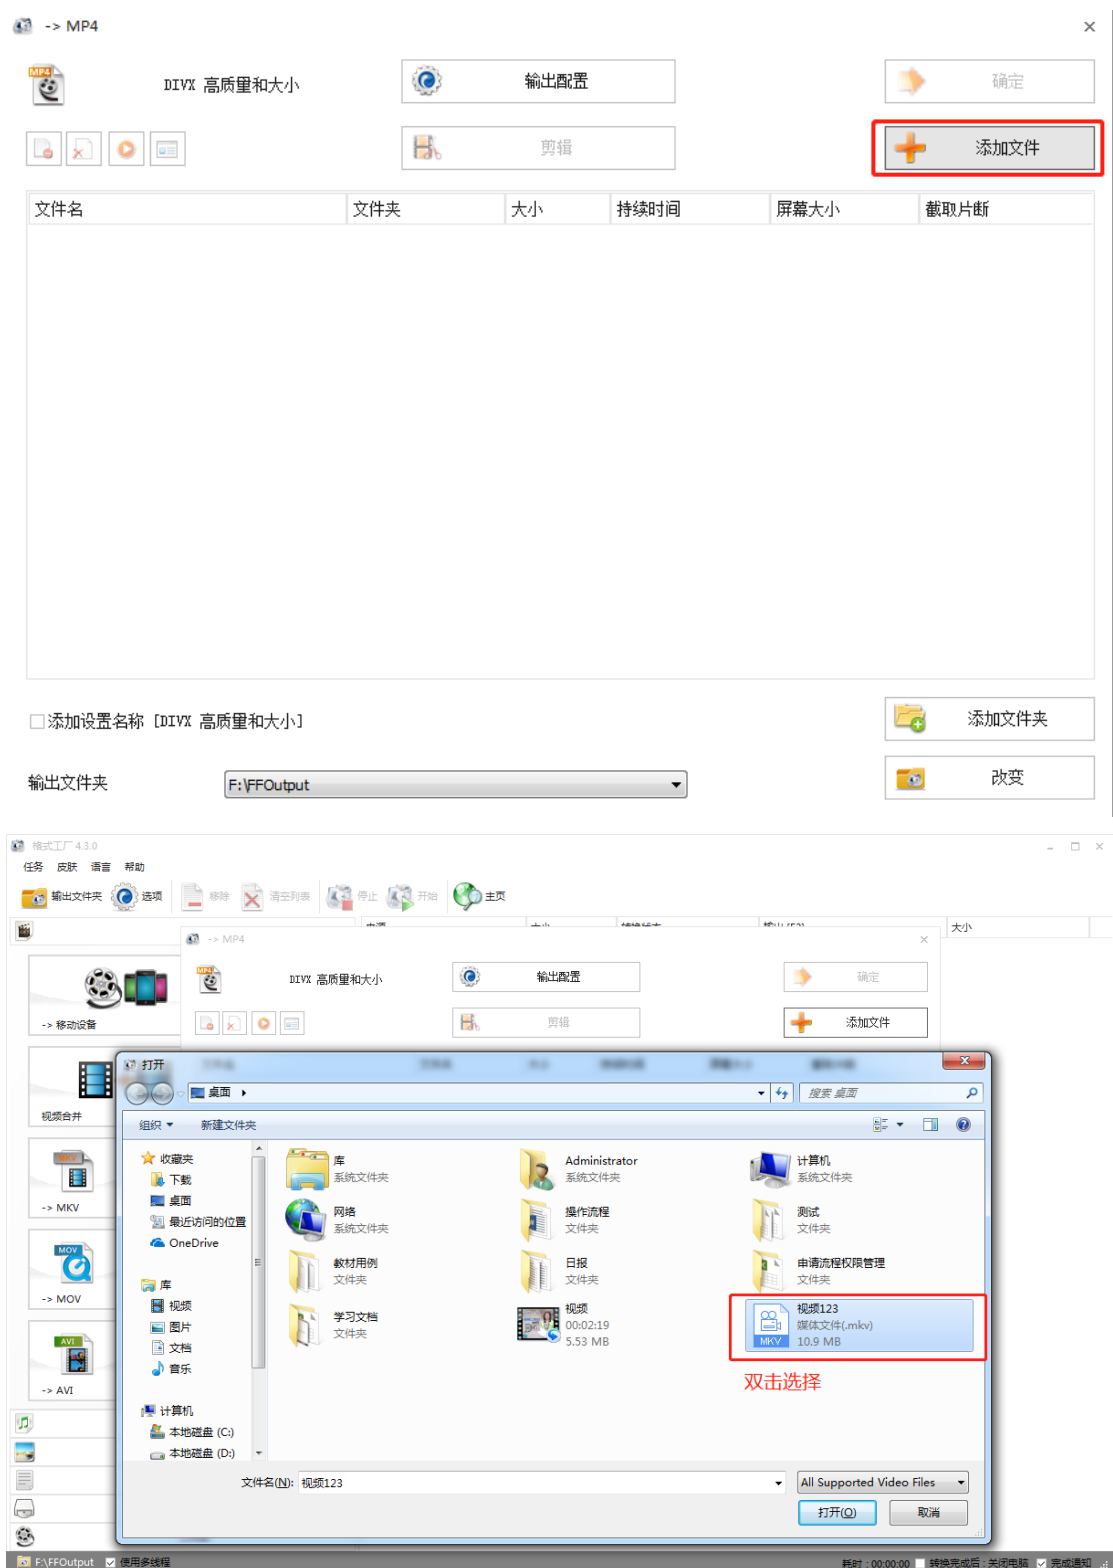 -> MP4
MP4
DIVX 高质量和大小
输出配置
确定
剪辑
添加文件
文件名 文件夹 大小 持续时间 屏幕大小 截取片断
添加设置名称 [DIVX 高质量和大小]
添加文件夹
输出文件夹 F:\FFOutput
改变
格式工厂 4.3.0
任务 皮肤 语言 帮助
输出文件夹 选项 移除 清空列表 停止 开始 主页
大小
-> MP4
MP4
DIVX 高质量和大小
输出配置
确定
-> 移动设备
剪辑
添加文件
打开
桌面
搜索 桌面
组织 新建文件夹
视频合并
收藏夹
下载
桌面
最近访问的位置
OneDrive
库
视频
图片
文档
音乐
计算机
本地磁盘 (C:)
本地磁盘 (D:)
库
系统文件夹
Administrator
系统文件夹
计算机
系统文件夹
网络
系统文件夹
操作流程
文件夹
测试
文件夹
教材用例
文件夹
日报
文件夹
申请流程权限管理
文件夹
学习文档
文件夹
视频
00:02:19
5.53 MB
视频123
媒体文件(.mkv)
10.9 MB
MKV
双击选择
MKV
-> MKV
MOV
-> MOV
AVI
-> AVI
文件名(N): 视频123
All Supported Video Files
打开(O) 取消
F:\FFOutput 使用多线程 耗时 : 00:00:00 转换完成后 : 关闭电脑 完成通知